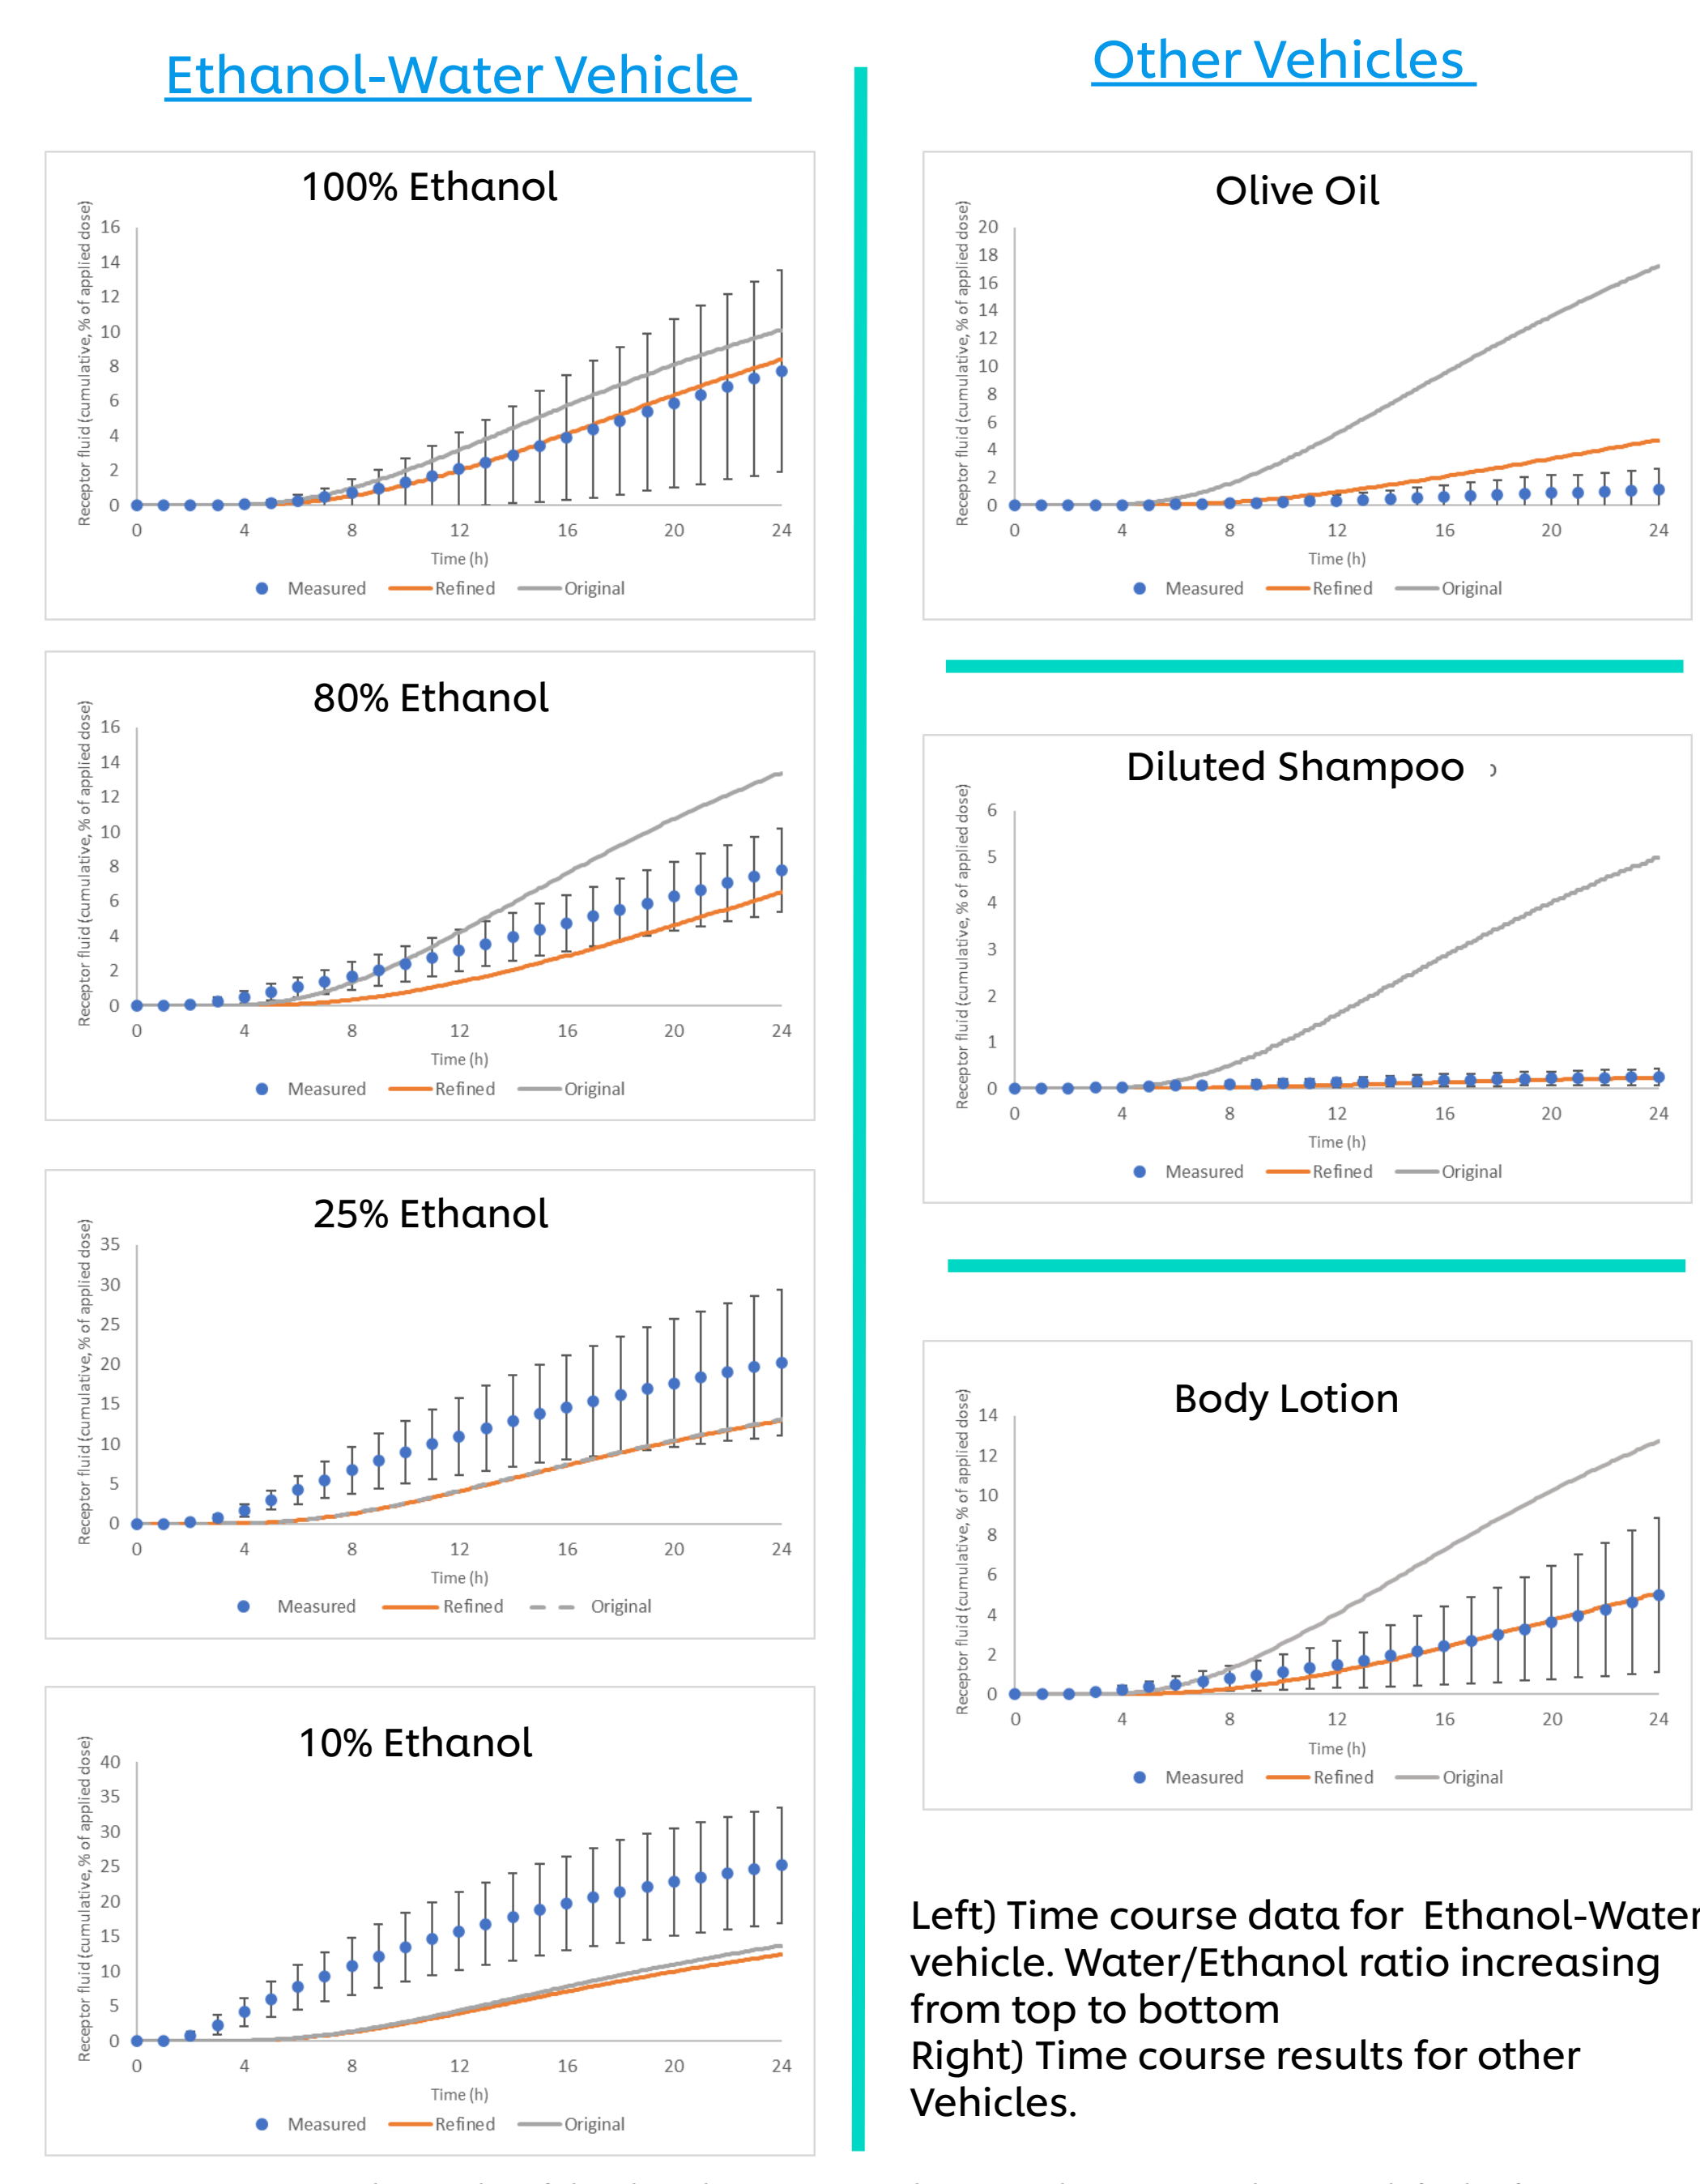 Ethanol-Water Vehicle
100% Ethanol
Receptor fluid (cumulative, % of applied dose)
16
14
12
10
8
6
4
2
0
0 4 8 12 16 20 24
Time (h)
Measured Refined Original
80% Ethanol
Receptor fluid (cumulative, % of applied dose)
16
14
12
10
8
6
4
2
0
0 4 8 12 16 20 24
Time (h)
Measured Refined Original
25% Ethanol
Receptor fluid (cumulative, % of applied dose)
35
30
25
20
15
10
5
0
0 4 8 12 16 20 24
Time (h)
Measured Refined Original
10% Ethanol
Receptor fluid (cumulative, % of applied dose)
40
35
30
25
20
15
10
5
0
0 4 8 12 16 20 24
Time (h)
Measured Refined Original
Other Vehicles
Olive Oil
Receptor fluid (cumulative, % of applied dose)
20
18
16
14
12
10
8
6
4
2
0
0 4 8 12 16 20 24
Time (h)
Measured Refined Original
Diluted Shampoo
Receptor fluid (cumulative, % of applied dose)
6
5
4
3
2
1
0
0 4 8 12 16 20 24
Time (h)
Measured Refined Original
Body Lotion
Receptor fluid (cumulative, % of applied dose)
14
12
10
8
6
4
2
0
0 4 8 12 16 20 24
Time (h)
Measured Refined Original
Left) Time course data for Ethanol-Water
vehicle. Water/Ethanol ratio increasing
from top to bottom
Right) Time course results for other
Vehicles.